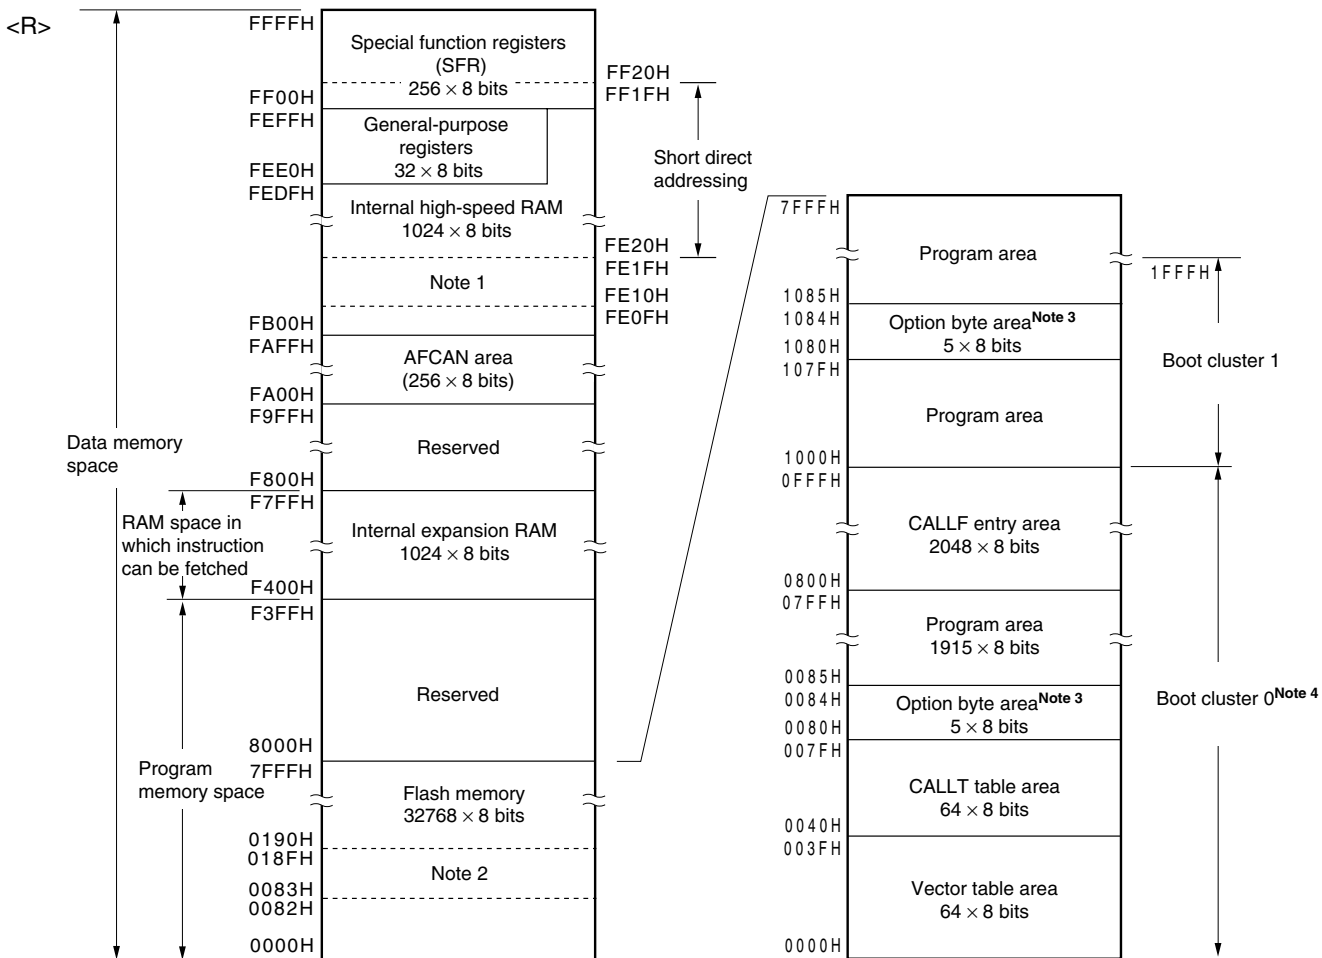 <R>
FFFFH
Special function registers
(SFR)
256 × 8 bits
FF20H
FF1FH
FF00H
FEFFH
General-purpose
registers
32 × 8 bits
FEE0H
FEDFH
Short direct
addressing
Internal high-speed RAM
1024 × 8 bits
FE20H
FE1FH
Note 1
FE10H
FE0FH
FB00H
FAFFH
AFCAN area
(256 × 8 bits)
FA00H
F9FFH
Data memory
space
Reserved
F800H
F7FFH
RAM space in
which instruction
can be fetched
Internal expansion RAM
1024 × 8 bits
F400H
F3FFH
Reserved
8000H
7FFFH
Program
memory space
Flash memory
32768 × 8 bits
0190H
018FH
Note 2
0083H
0082H
0000H
7FFFH
Program area
1FFFH
1085H
1084H
Option byte area Note 3
5 × 8 bits
1080H
107FH
Boot cluster 1
Program area
1000H
0FFFH
CALLF entry area
2048 × 8 bits
0800H
07FFH
Program area
1915 × 8 bits
0085H
0084H
Option byte area Note 3
5 × 8 bits
Boot cluster 0 Note 4
0080H
007FH
CALLT table area
64 × 8 bits
0040H
003FH
Vector table area
64 × 8 bits
0000H